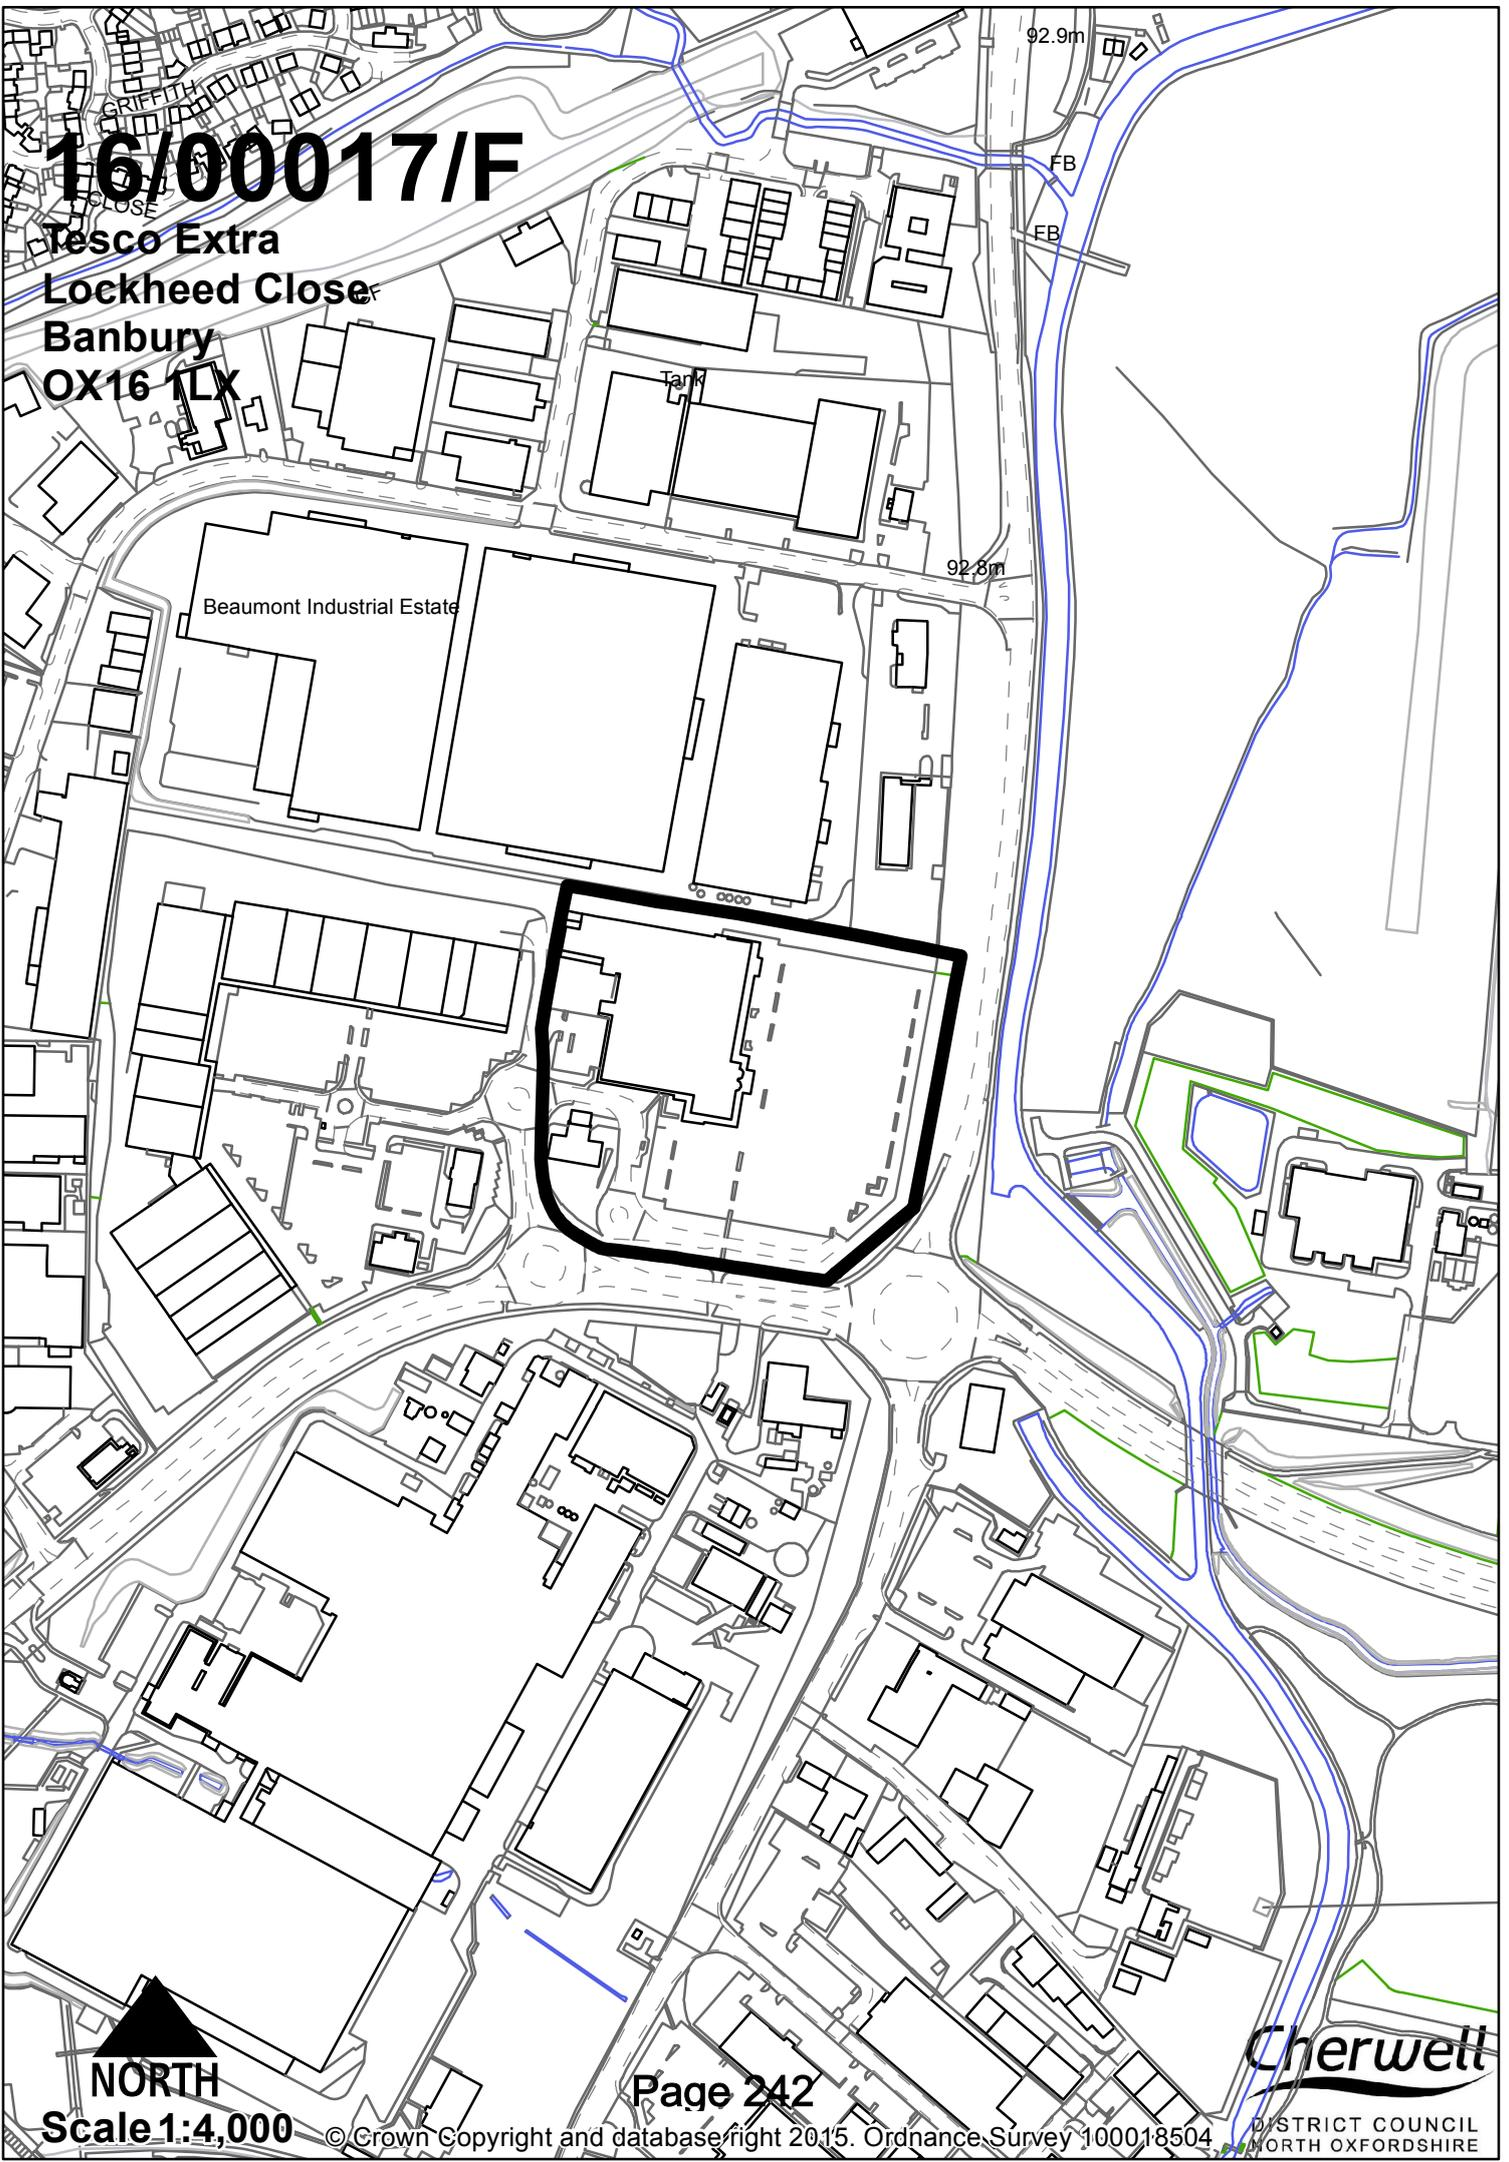 92.9m
GRIFFITH
16/00017/F
CLOSE
FB
Tesco Extra
FB
Lockheed Close
CF
Banbury
OX16 1LX
Tank
92.8m
Beaumont Industrial Estate
NORTH
Scale 1:4,000
Page 242
© Crown Copyright and database right 2015. Ordnance Survey 100018504
Cherwell
DISTRICT COUNCIL
NORTH OXFORDSHIRE